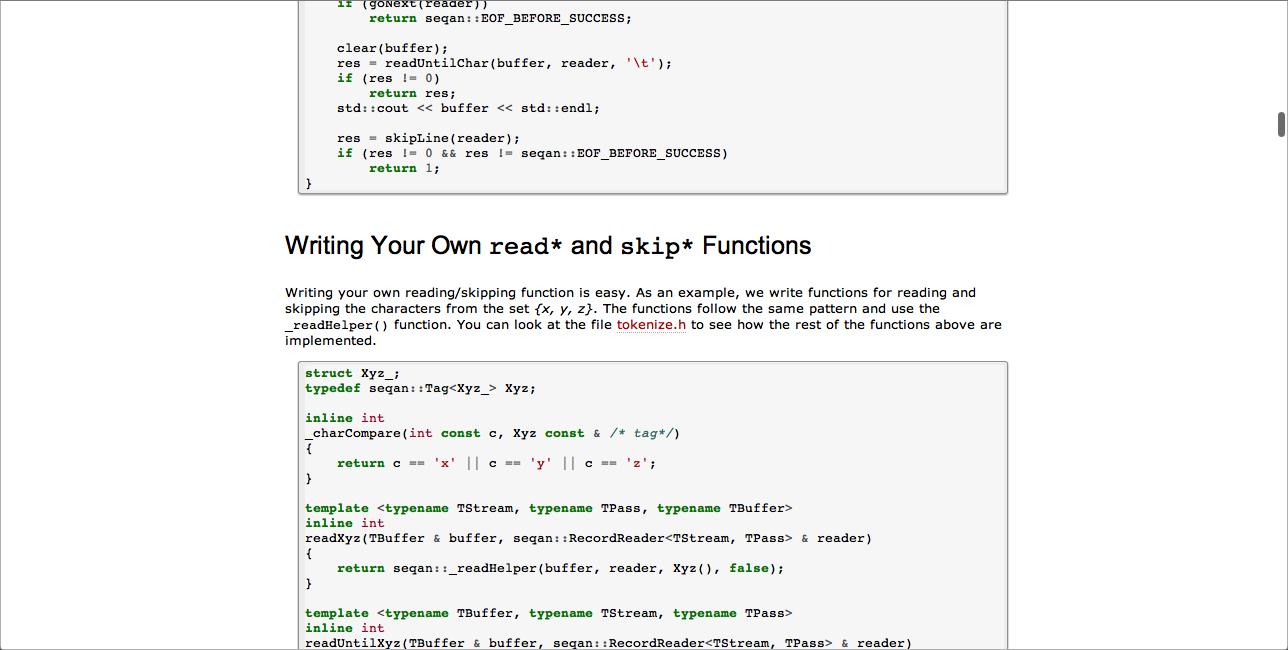 if (goNext(reader))
return seqan::EOF_BEFORE_SUCCESS;
clear(buffer);
res = readUntilChar(buffer, reader, '\t');
if (res != 0)
return res;
std::cout << buffer << std::endl;
res = skipLine(reader);
if (res != 0 && res != seqan::EOF_BEFORE_SUCCESS)
return 1;
}
Writing Your Own read* and skip* Functions
Writing your own reading/skipping function is easy. As an example, we write functions for reading and
skipping the characters from the set {x, y, z}. The functions follow the same pattern and use the
_readHelper() function. You can look at the file tokenize.h to see how the rest of the functions above are
implemented.
struct Xyz_;
typedef seqan::Tag<Xyz_> Xyz;
inline int
_charCompare(int const c, Xyz const & /* tag*/)
{
return c == 'x' || c == 'y' || c == 'z';
}
template <typename TStream, typename TPass, typename TBuffer>
inline int
readXyz(TBuffer & buffer, seqan::RecordReader<TStream, TPass> & reader)
{
return seqan::_readHelper(buffer, reader, Xyz(), false);
}
template <typename TBuffer, typename TStream, typename TPass>
inline int
readUntilXyz(TBuffer & buffer, seqan::RecordReader<TStream, TPass> & reader)